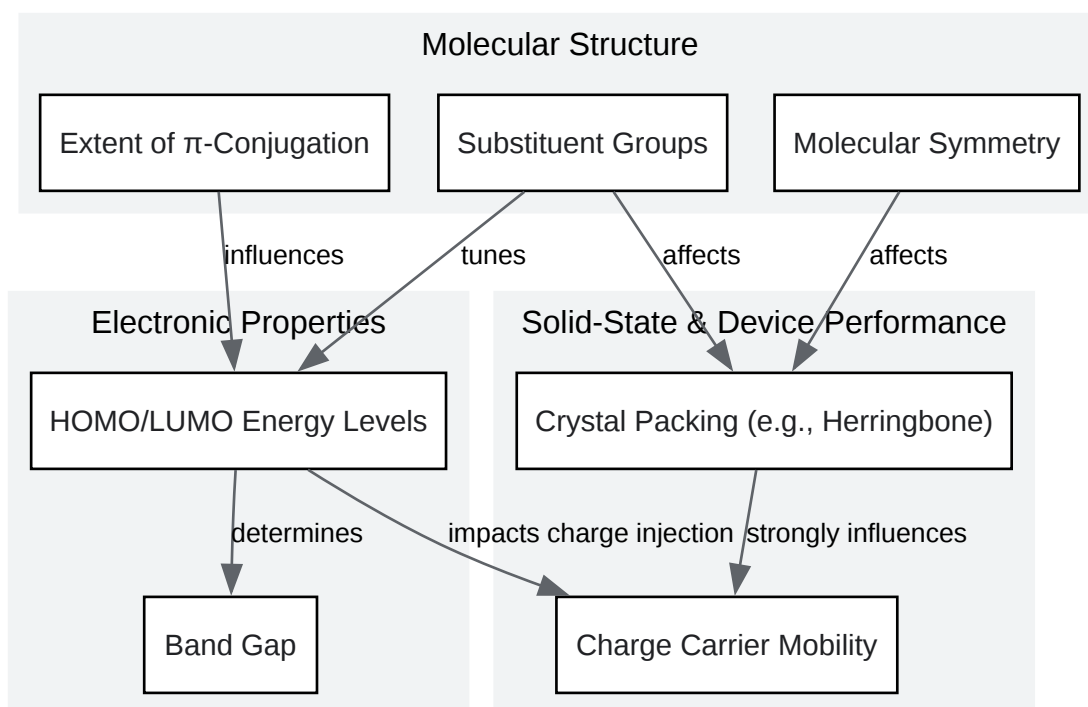 Molecular Structure
Extent of π-Conjugation
Substituent Groups
Molecular Symmetry
influences
tunes
affects
affects
Electronic Properties
Solid-State & Device Performance
HOMO/LUMO Energy Levels
Crystal Packing (e.g., Herringbone)
determines
impacts charge injection
strongly influences
Band Gap
Charge Carrier Mobility